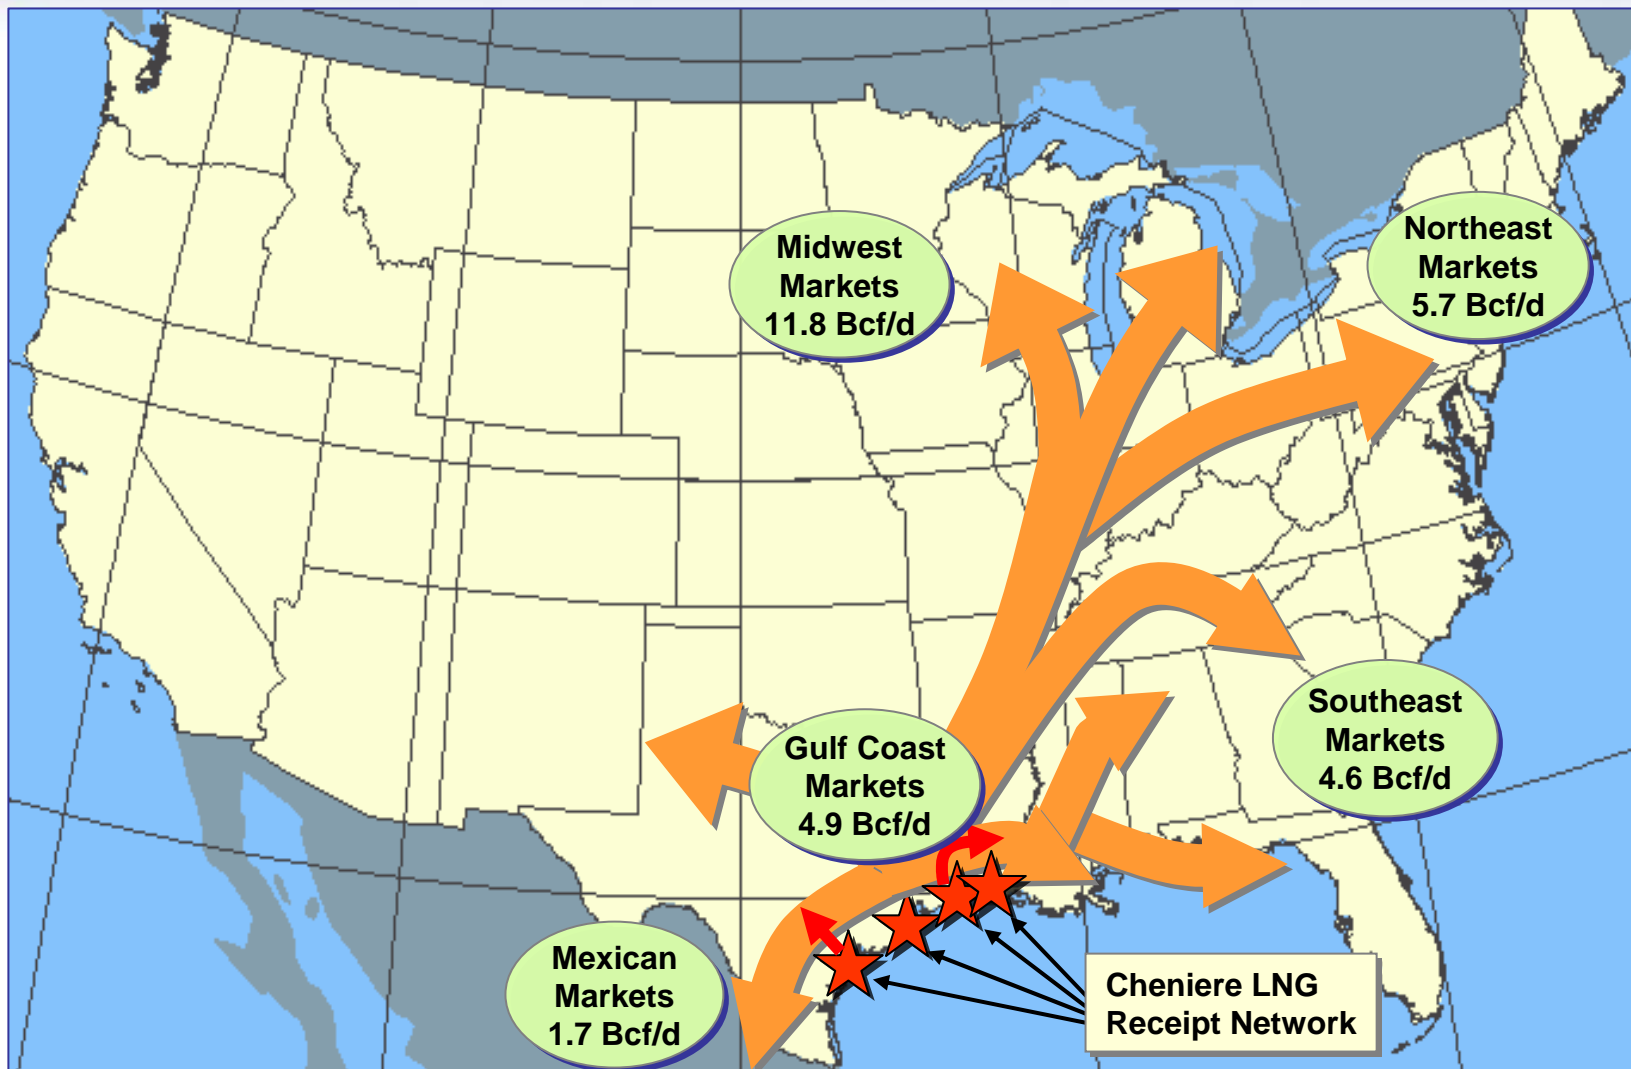 Midwest
Markets
11.8 Bcf/d
Northeast
Markets
5.7 Bcf/d
Gulf Coast
Markets
4.9 Bcf/d
Southeast
Markets
4.6 Bcf/d
Mexican
Markets
1.7 Bcf/d
Cheniere LNG
Receipt Network